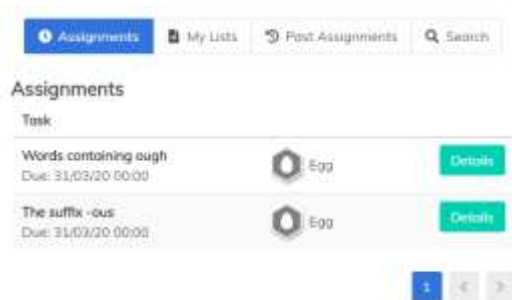 Assignments My Lists Past Assignments Search
Assignments
Task
Words containing ough
Due: 31/03/20 00:00
Egg
Details
The suffix -ous
Due: 31/03/20 00:00
Egg
Details
1 < >